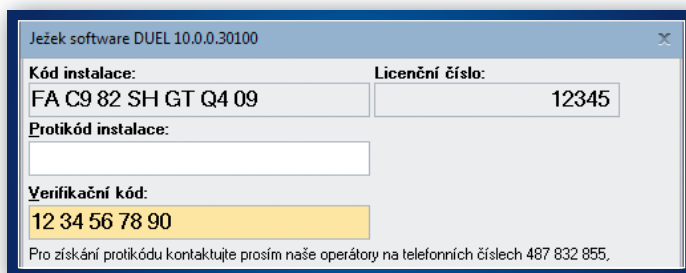 Ježek software DUEL 10.0.0.30100
Kód instalace: Licenční číslo:
FA C9 82 SH GT Q4 09 12345
Protikód instalace:
Verifikační kód:
12 34 56 78 90
Pro získání protikódu kontaktujte prosím naše operátory na telefonních číslech 487 832 855,